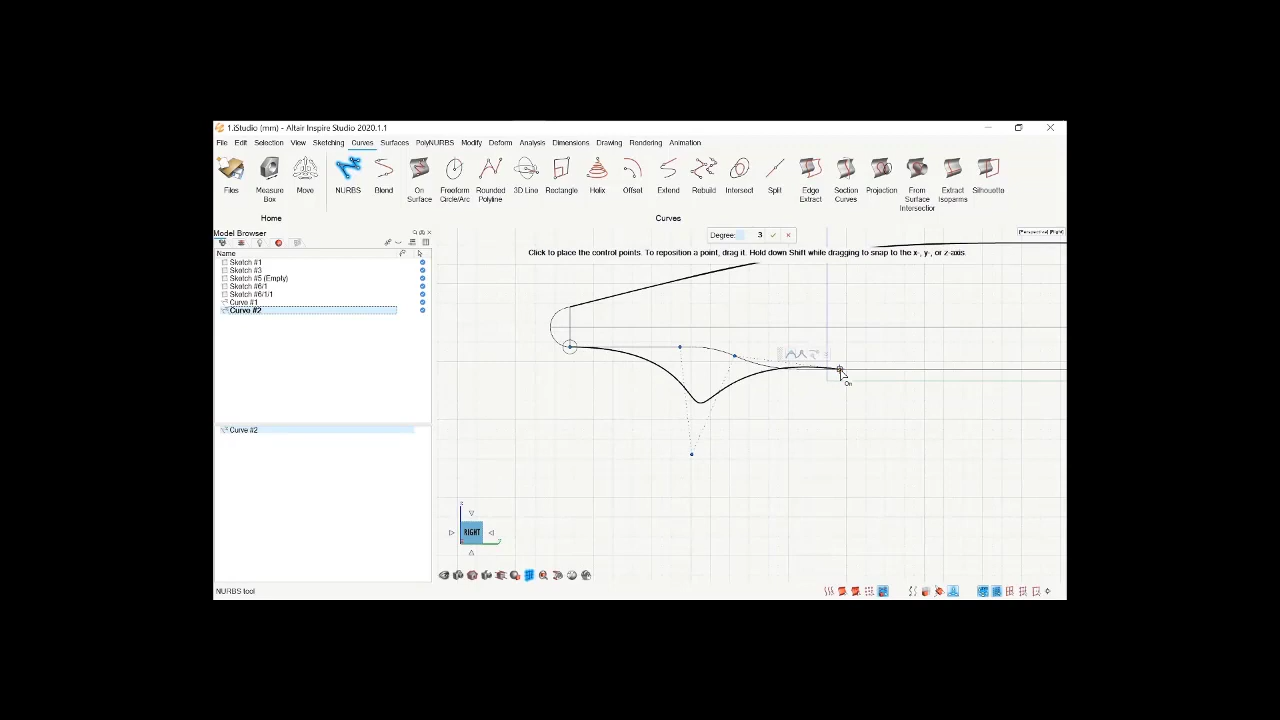 1.iStudio (mm) - Altair Inspire Studio 2020.1.1
File Edit Selection View Sketching Curves Surfaces PolyNURBS Modify Deform Analysis Dimensions Drawing Rendering Animation
Files Measure Box Move NURBS Blend On Surface Freeform Circle/Arc Rounded Polyline 3D Line Rectangle Helix Offset Extend Rebuild Intersect Split Edge Extract Section Curves Projection From Surface Intersection Extract Isoparms Silhouette
Home Curves
Model Browser
Degree: 3
Name
Click to place the control points. To reposition a point, drag it. Hold down Shift while dragging to snap to the x-, y-, or z-axis.
[Perspective] [Right]
Sketch #1
Sketch #3
Sketch #5 (Empty)
Sketch #6/1
Sketch #6/1/1
Curve #1
Curve #2
On
Curve #2
RIGHT
NURBS tool